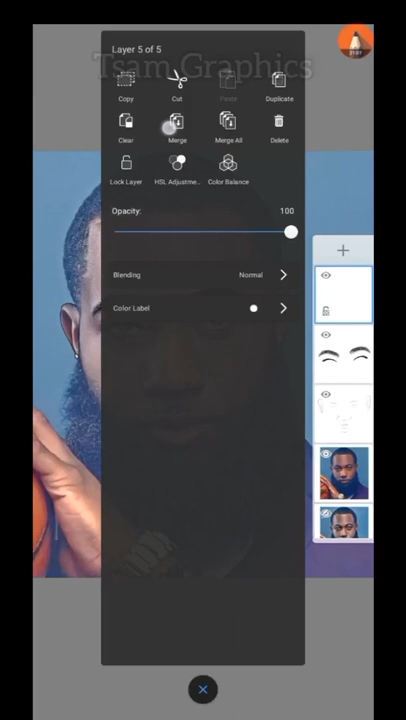 Layer 5 of 5
Tsam Graphics
Copy
Cut
Paste
Duplicate
Clear
Merge
Merge All
Delete
Lock Layer
HSL Adjustme...
Color Balance
Opacity:
100
Blending
Normal
Color Label